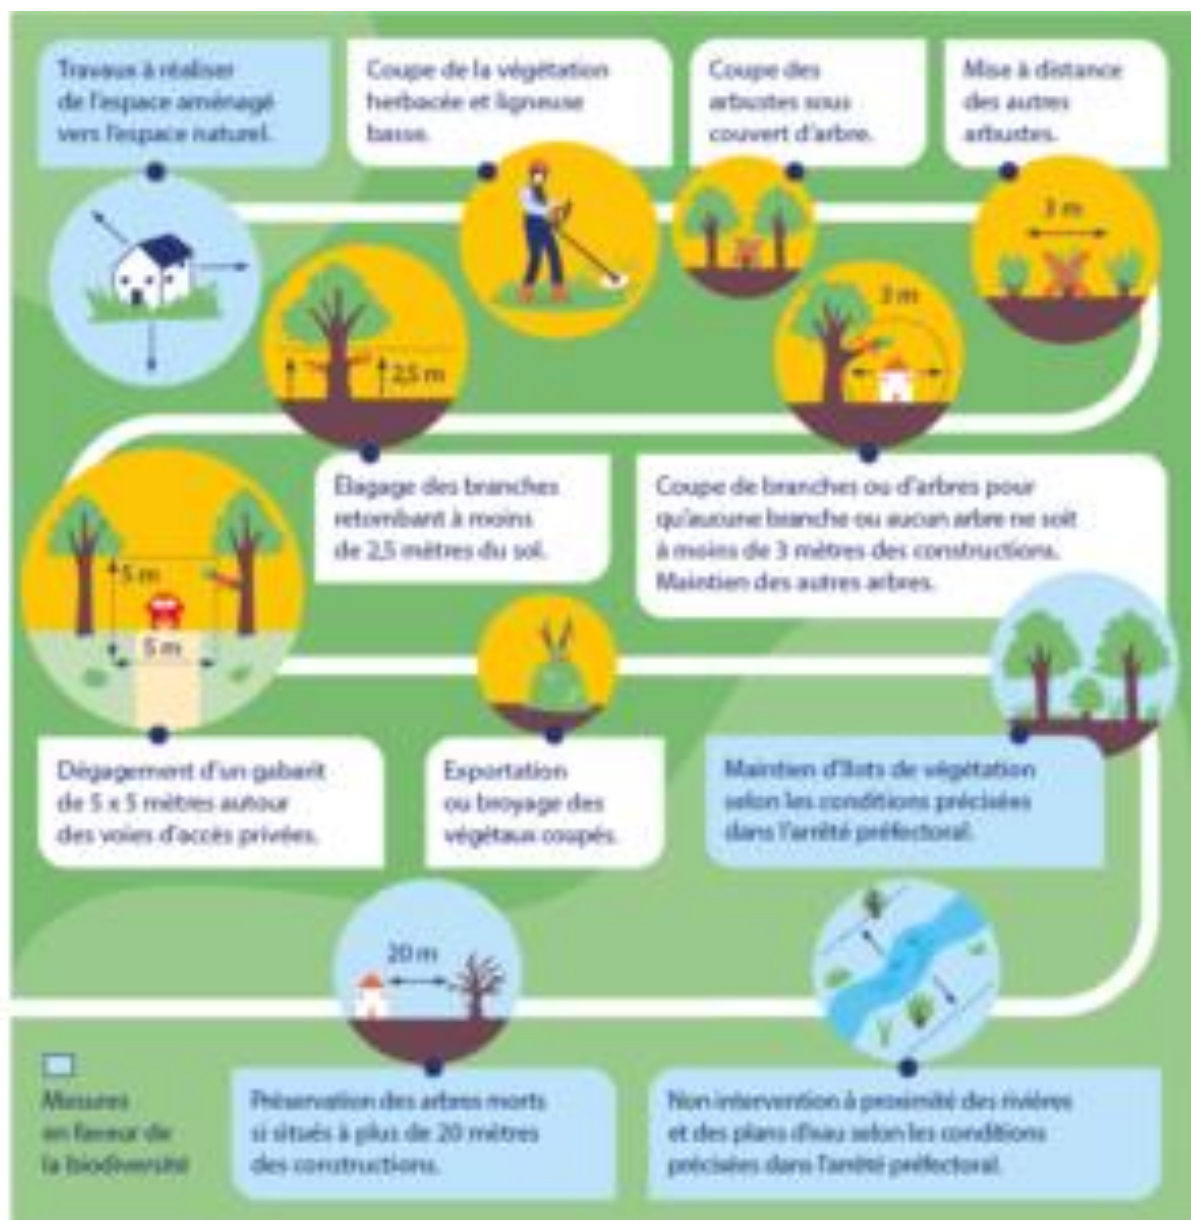 Travaux à réaliser
de l'espace aménagé
vers l'espace naturel.
Coupe de la végétation
herbacée et ligneuse
basse.
Coupe des
arbustes sous
couvert d'arbre.
Mise à distance
des autres
arbustes.
3 m
3 m
2,5 m
Élagage des branches
retombant à moins
de 2,5 mètres du sol.
Coupe de branches ou d'arbres pour
qu'aucune branche ou aucun arbre ne soit
à moins de 3 mètres des constructions.
Maintien des autres arbres.
5 m
5 m
Dégagement d'un gabarit
de 5 x 5 mètres autour
des voies d'accès privées.
Exportation
ou broyage des
végétaux coupés.
Maintien d'îlots de végétation
selon les conditions précisées
dans l'arrêté préfectoral.
20 m
Mesures
en faveur de
la biodiversité
Préservation des arbres morts
si situés à plus de 20 mètres
des constructions.
Non intervention à proximité des rivières
et des plans d'eau selon les conditions
précisées dans l'arrêté préfectoral.